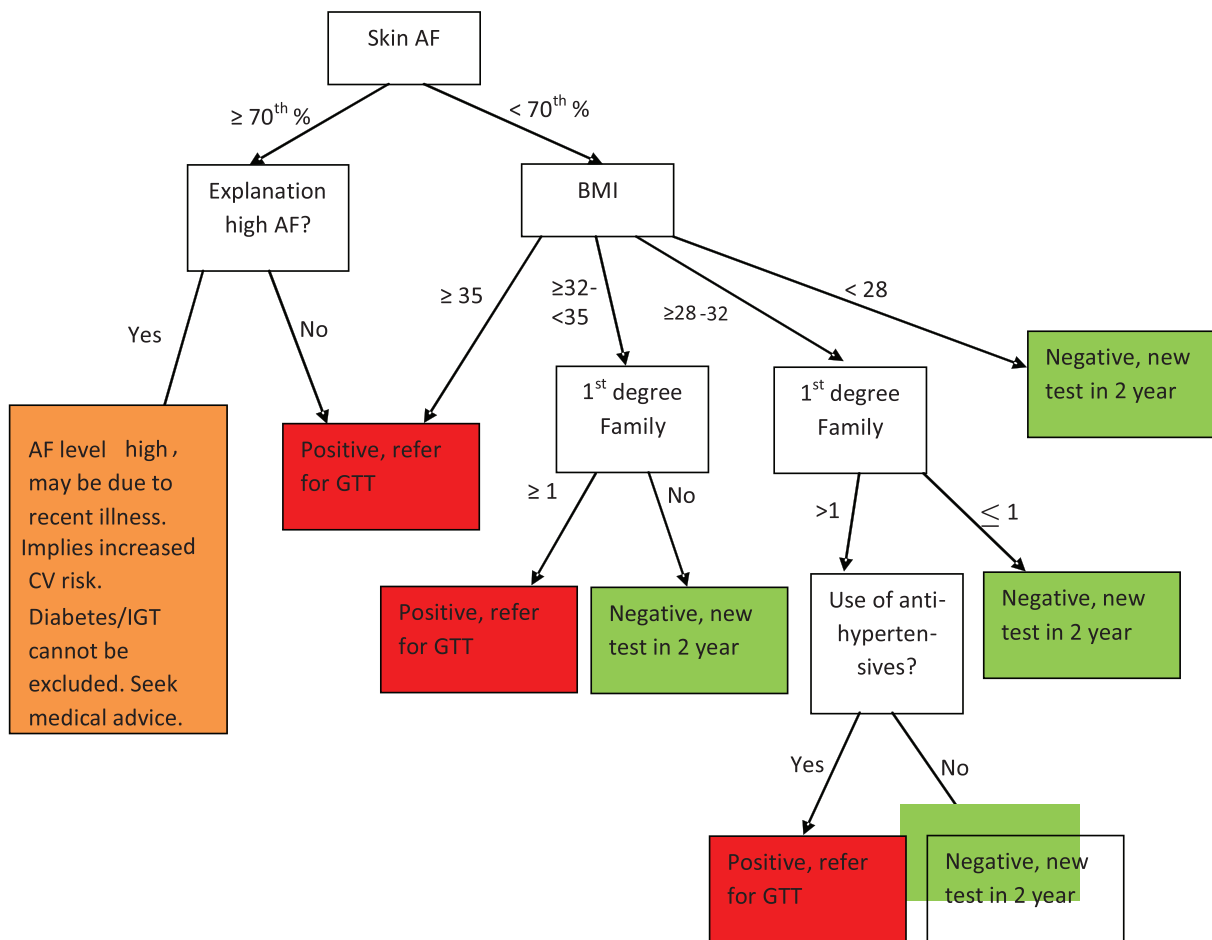 Skin AF
≥ 70th %
< 70th %
Explanation
high AF?
BMI
Yes
No
≥ 35
≥32-
<35
≥28-32
< 28
Negative, new
test in 2 year
1st degree
Family
1st degree
Family
AF level high,
may be due to
recent illness.
Implies increased
CV risk.
Diabetes/IGT
cannot be
excluded. Seek
medical advice.
Positive, refer
for GTT
≥ 1
No
>1
≤ 1
Positive, refer
for GTT
Negative, new
test in 2 year
Use of anti-
hyperten-
sives?
Negative, new
test in 2 year
Yes
No
Positive, refer
for GTT
Negative, new
test in 2 year